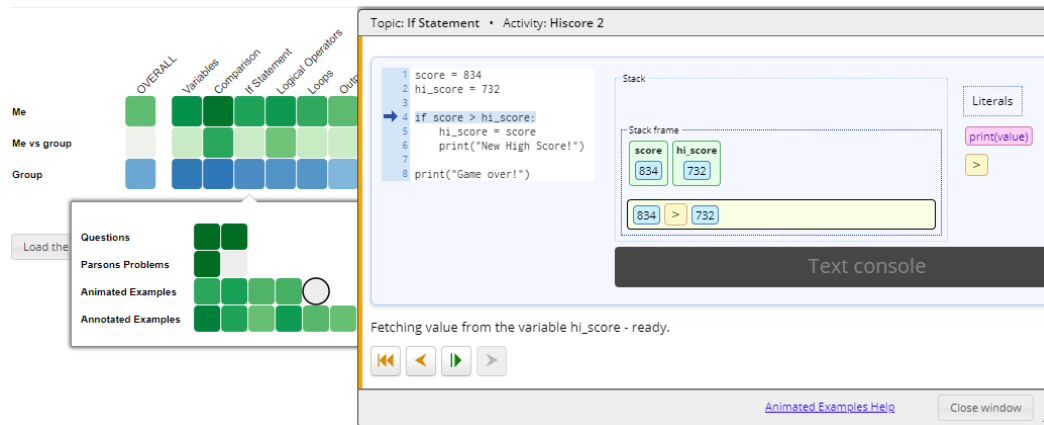 Topic: If Statement • Activity: Hiscore 2
OVERALL
Variables
Comparison
If Statement
Logical Operators
Loops
Outp
Me
Me vs group
Group
Load the
Questions
Parsons Problems
Animated Examples
Annotated Examples
1 score = 834
2 hi_score = 732
3
4 if score > hi_score:
5 hi_score = score
6 print("New High Score!")
7
8 print("Game over!")
Stack
Stack frame
score hi_score
834 732
834 > 732
Literals
print(value)
>
Text console
Fetching value from the variable hi_score - ready.
Animated Examples Help
Close window